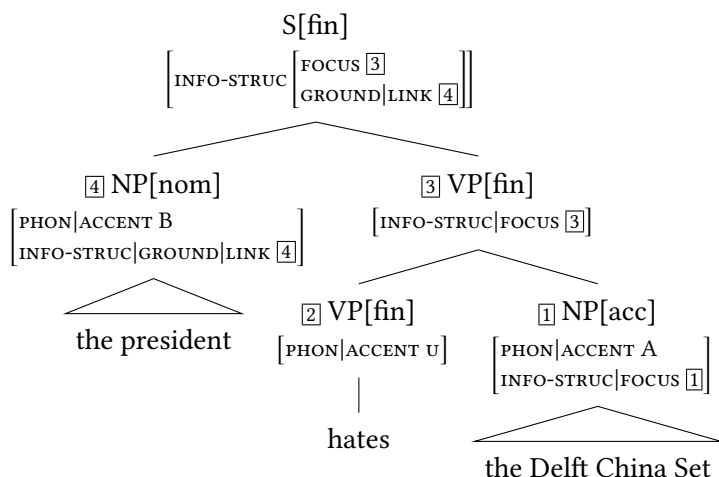 S[fin]
[INFO-STRUC [FOCUS 3
GROUND|LINK 4]]
4 NP[nom] 3 VP[fin]
[PHON|ACCENT B
INFO-STRUC|GROUND|LINK 4] [INFO-STRUC|FOCUS 3]
2 VP[fin] 1 NP[acc]
the president [PHON|ACCENT U] [PHON|ACCENT A
INFO-STRUC|FOCUS 1]
hates
the Delft China Set